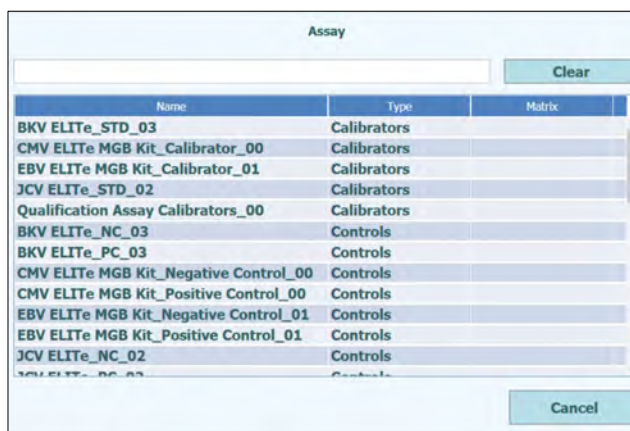 Assay
Clear
Name Type Matrix
BKV ELITe_STD_03 Calibrators
CMV ELITe MGB Kit_Calibrator_00 Calibrators
EBV ELITe MGB Kit_Calibrator_01 Calibrators
JCV ELITe_STD_02 Calibrators
Qualification Assay Calibrators_00 Calibrators
BKV ELITe_NC_03 Controls
BKV ELITe_PC_03 Controls
CMV ELITe MGB Kit_Negative Control_00 Controls
CMV ELITe MGB Kit_Positive Control_00 Controls
EBV ELITe MGB Kit_Negative Control_01 Controls
EBV ELITe MGB Kit_Positive Control_01 Controls
JCV ELITe_NC_02 Controls
Cancel